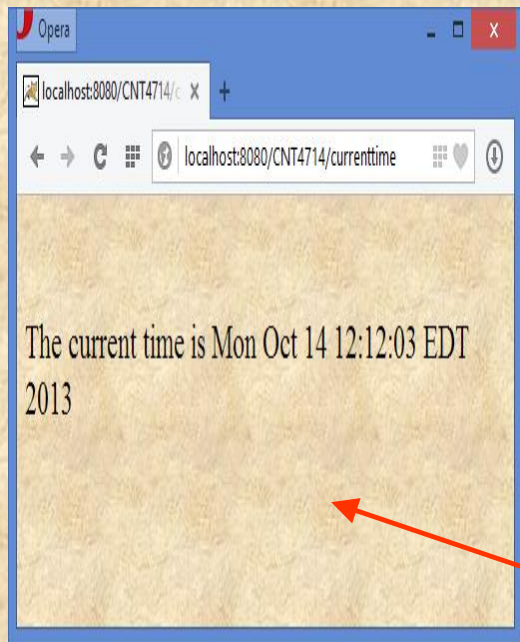 Opera
localhost:8080/CNT4714/c
localhost:8080/CNT4714/currenttime
The current time is Mon Oct 14 12:12:03 EDT
2013